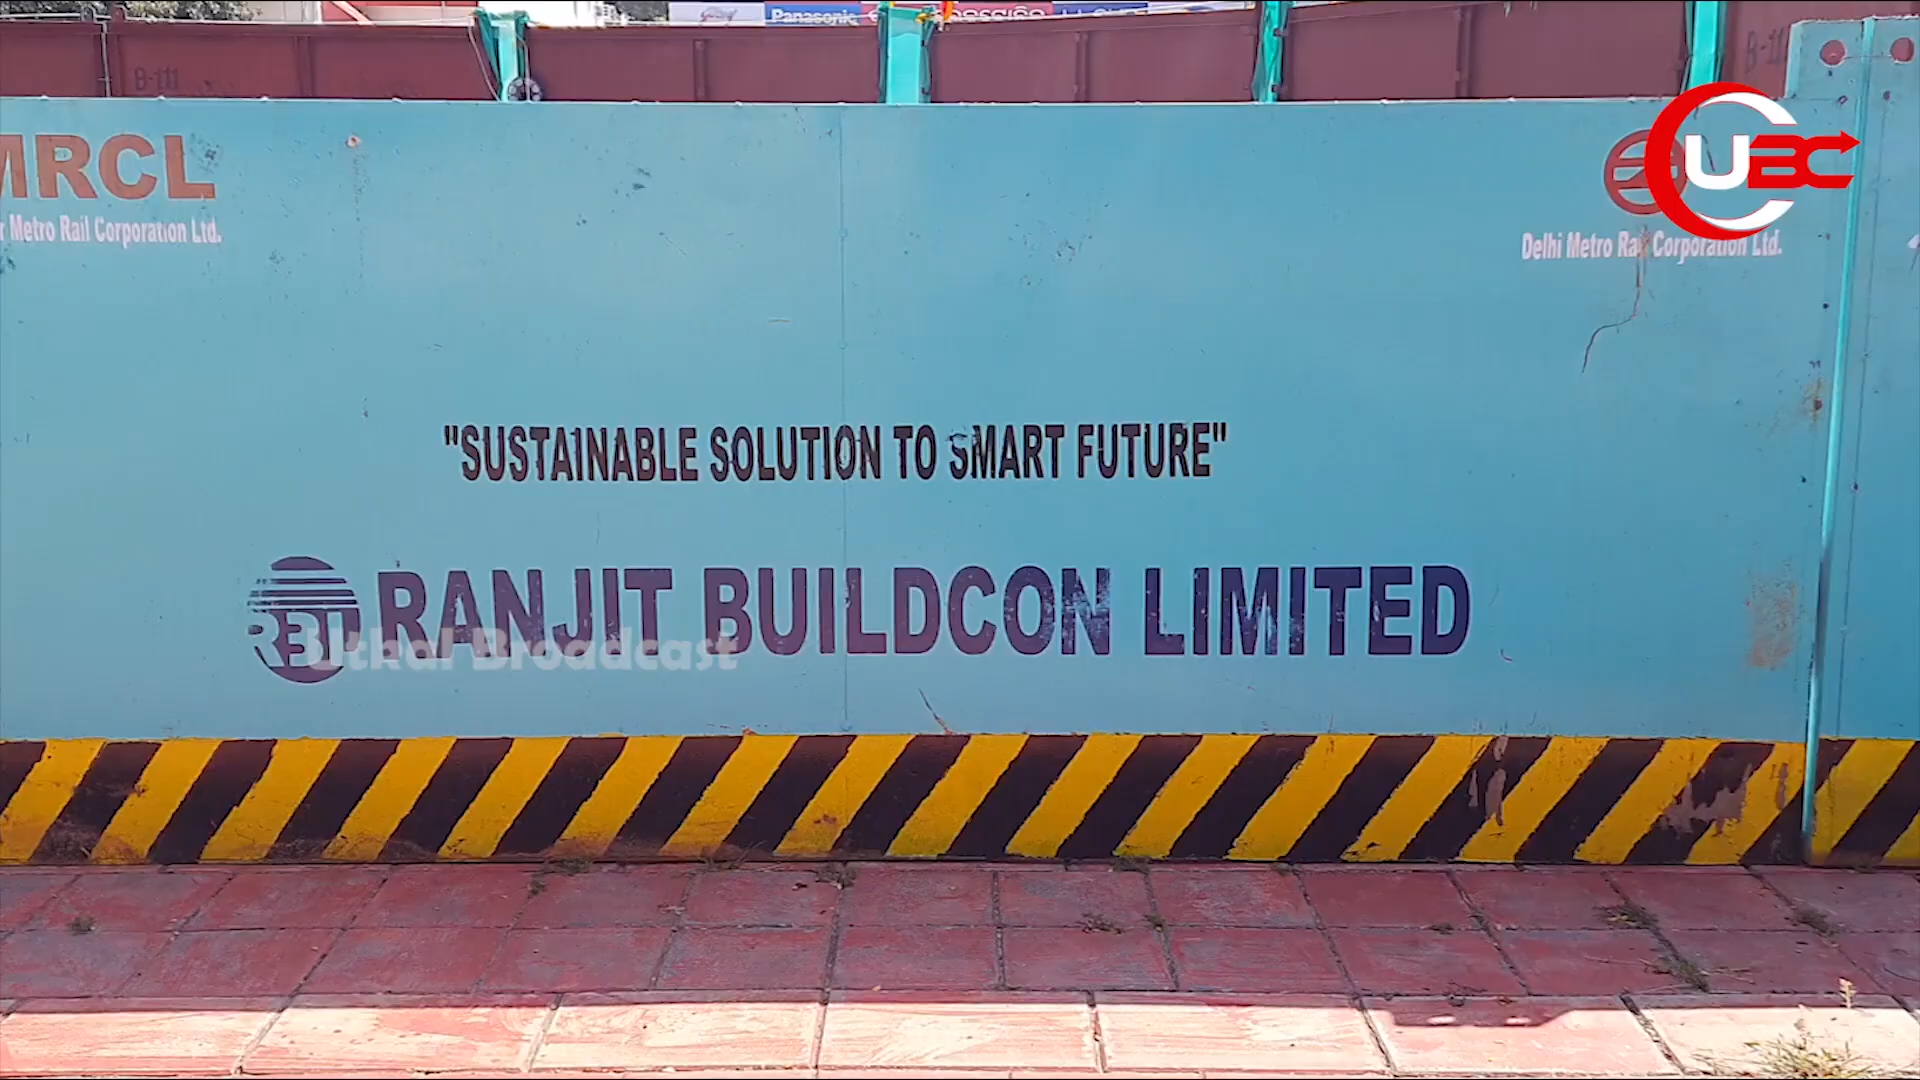 Panasonic
B-111
B-11
MRCL
r Metro Rail Corporation Ltd.
UBC
Delhi Metro Rail Corporation Ltd.
"SUSTAINABLE SOLUTION TO SMART FUTURE"
RBL
RANJIT BUILDCON LIMITED
Utkal Broadcast